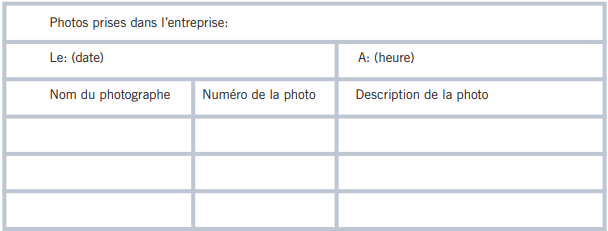 Photos prises dans l'entreprise:
Le: (date) A: (heure)
Nom du photographe Numéro de la photo Description de la photo